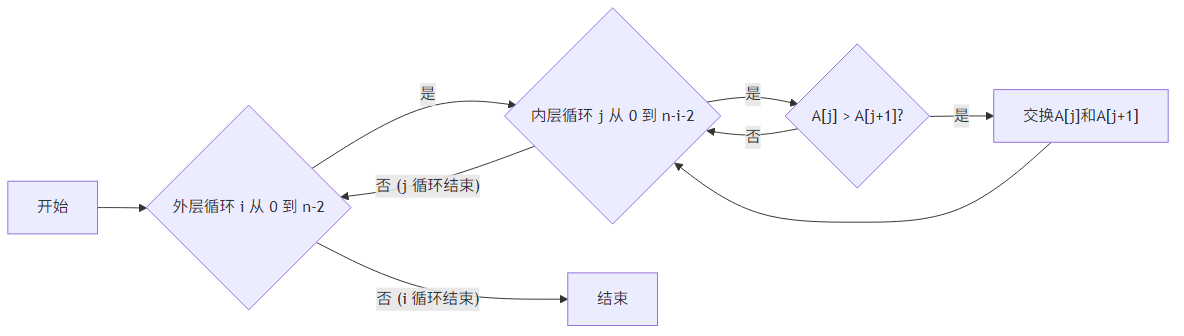 开始
外层循环 i 从 0 到 n-2
是
内层循环 j 从 0 到 n-i-2
是
A[j] > A[j+1]?
否
是
交换A[j]和A[j+1]
否 (j 循环结束)
否 (i 循环结束)
结束